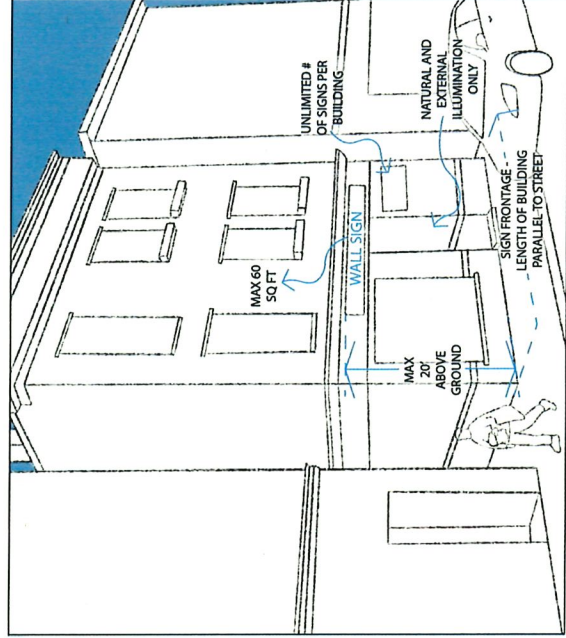 UNLIMITED #
OF SIGNS PER
BUILDING
NATURAL AND
EXTERNAL
ILLUMINATION
ONLY
MAX 60
SQ FT
WALL SIGN
MAX
20'
ABOVE
GROUND
SIGN FRONTAGE -
LENGTH OF BUILDING
PARALLEL TO STREET